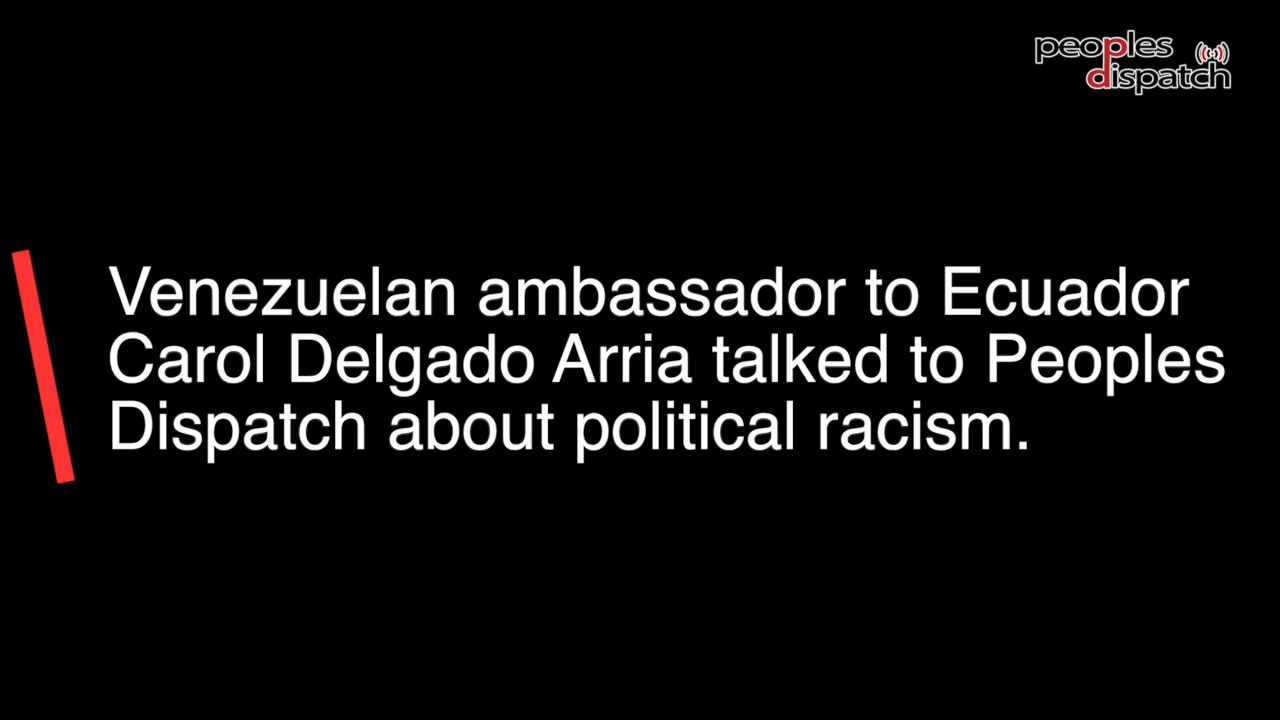 peoples
dispatch
Venezuelan ambassador to Ecuador
Carol Delgado Arria talked to Peoples
Dispatch about political racism.